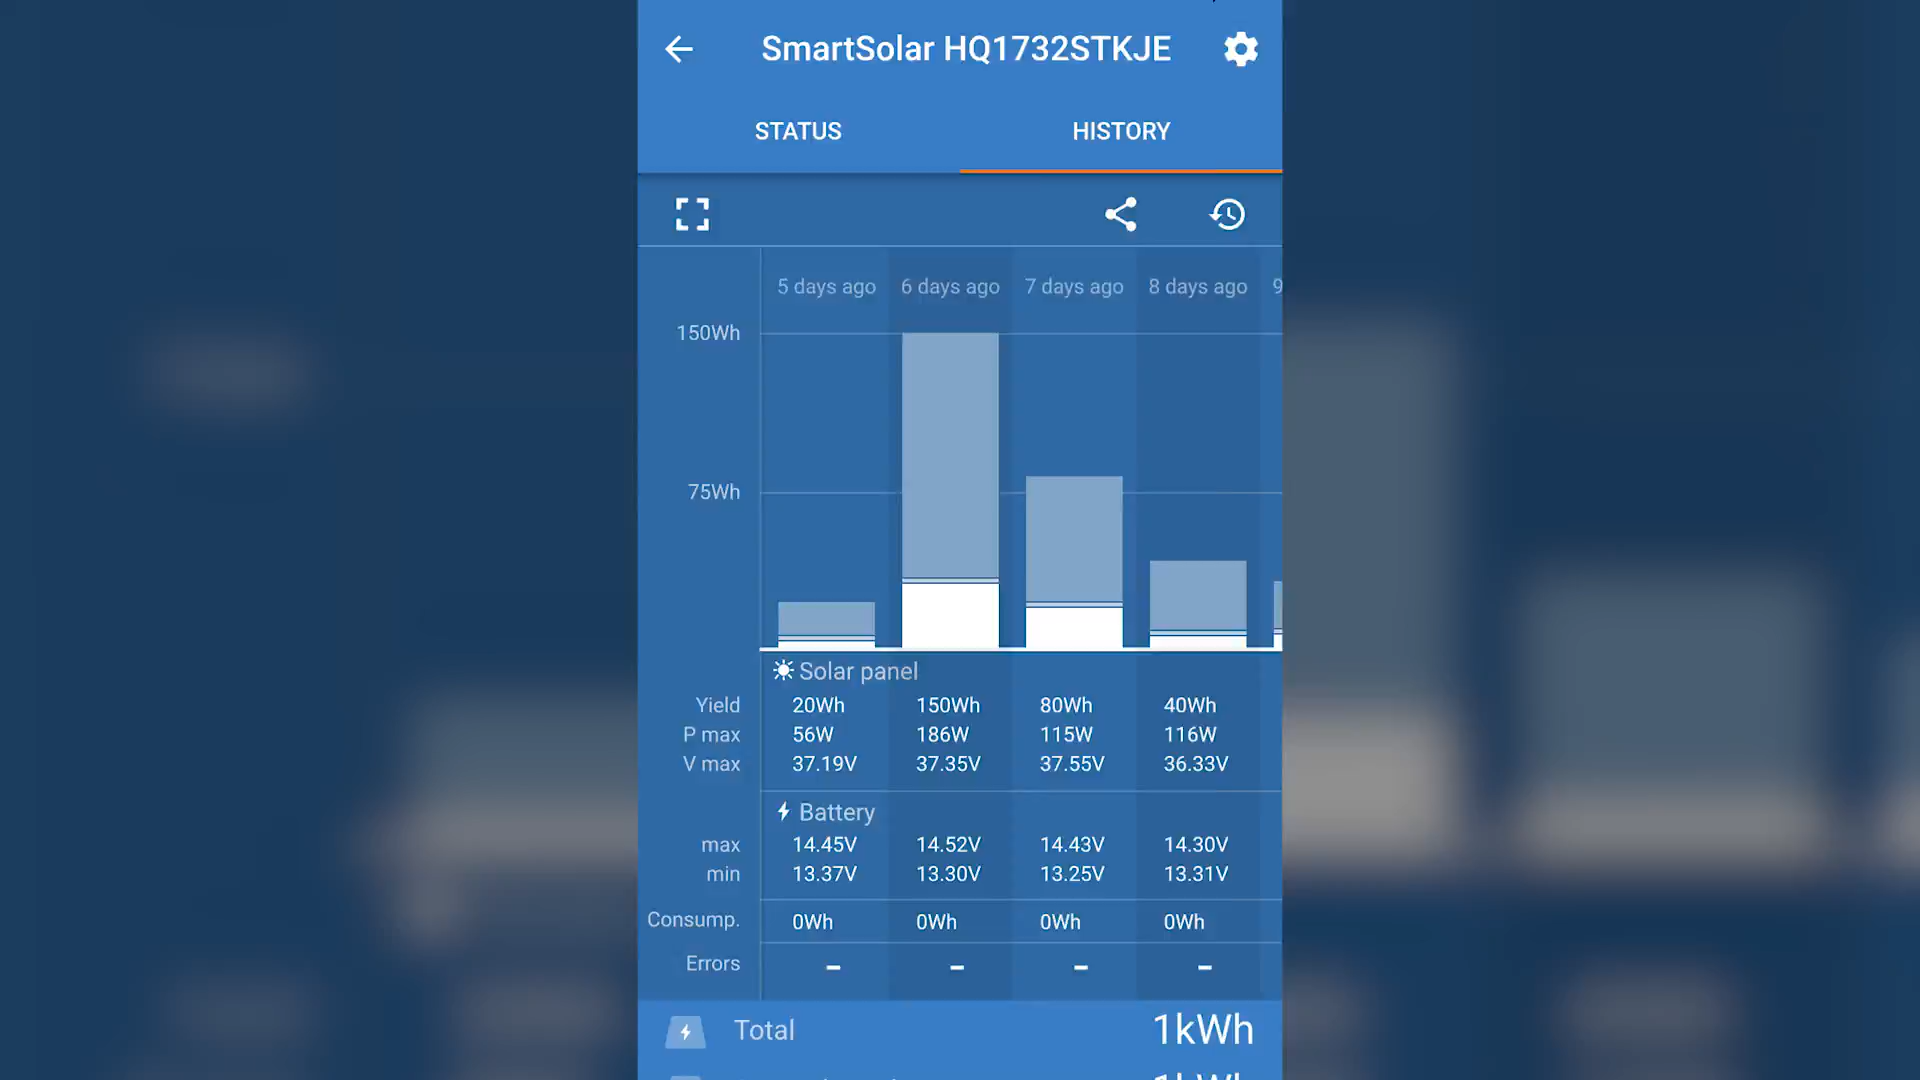 SmartSolar HQ1732STKJE
STATUS HISTORY
5 days ago 6 days ago 7 days ago 8 days ago 9
150Wh
75Wh
Solar panel
Yield 20Wh 150Wh 80Wh 40Wh
P max 56W 186W 115W 116W
V max 37.19V 37.35V 37.55V 36.33V
Battery
max 14.45V 14.52V 14.43V 14.30V
min 13.37V 13.30V 13.25V 13.31V
Consump. 0Wh 0Wh 0Wh 0Wh
Errors - - - -
Total 1kWh